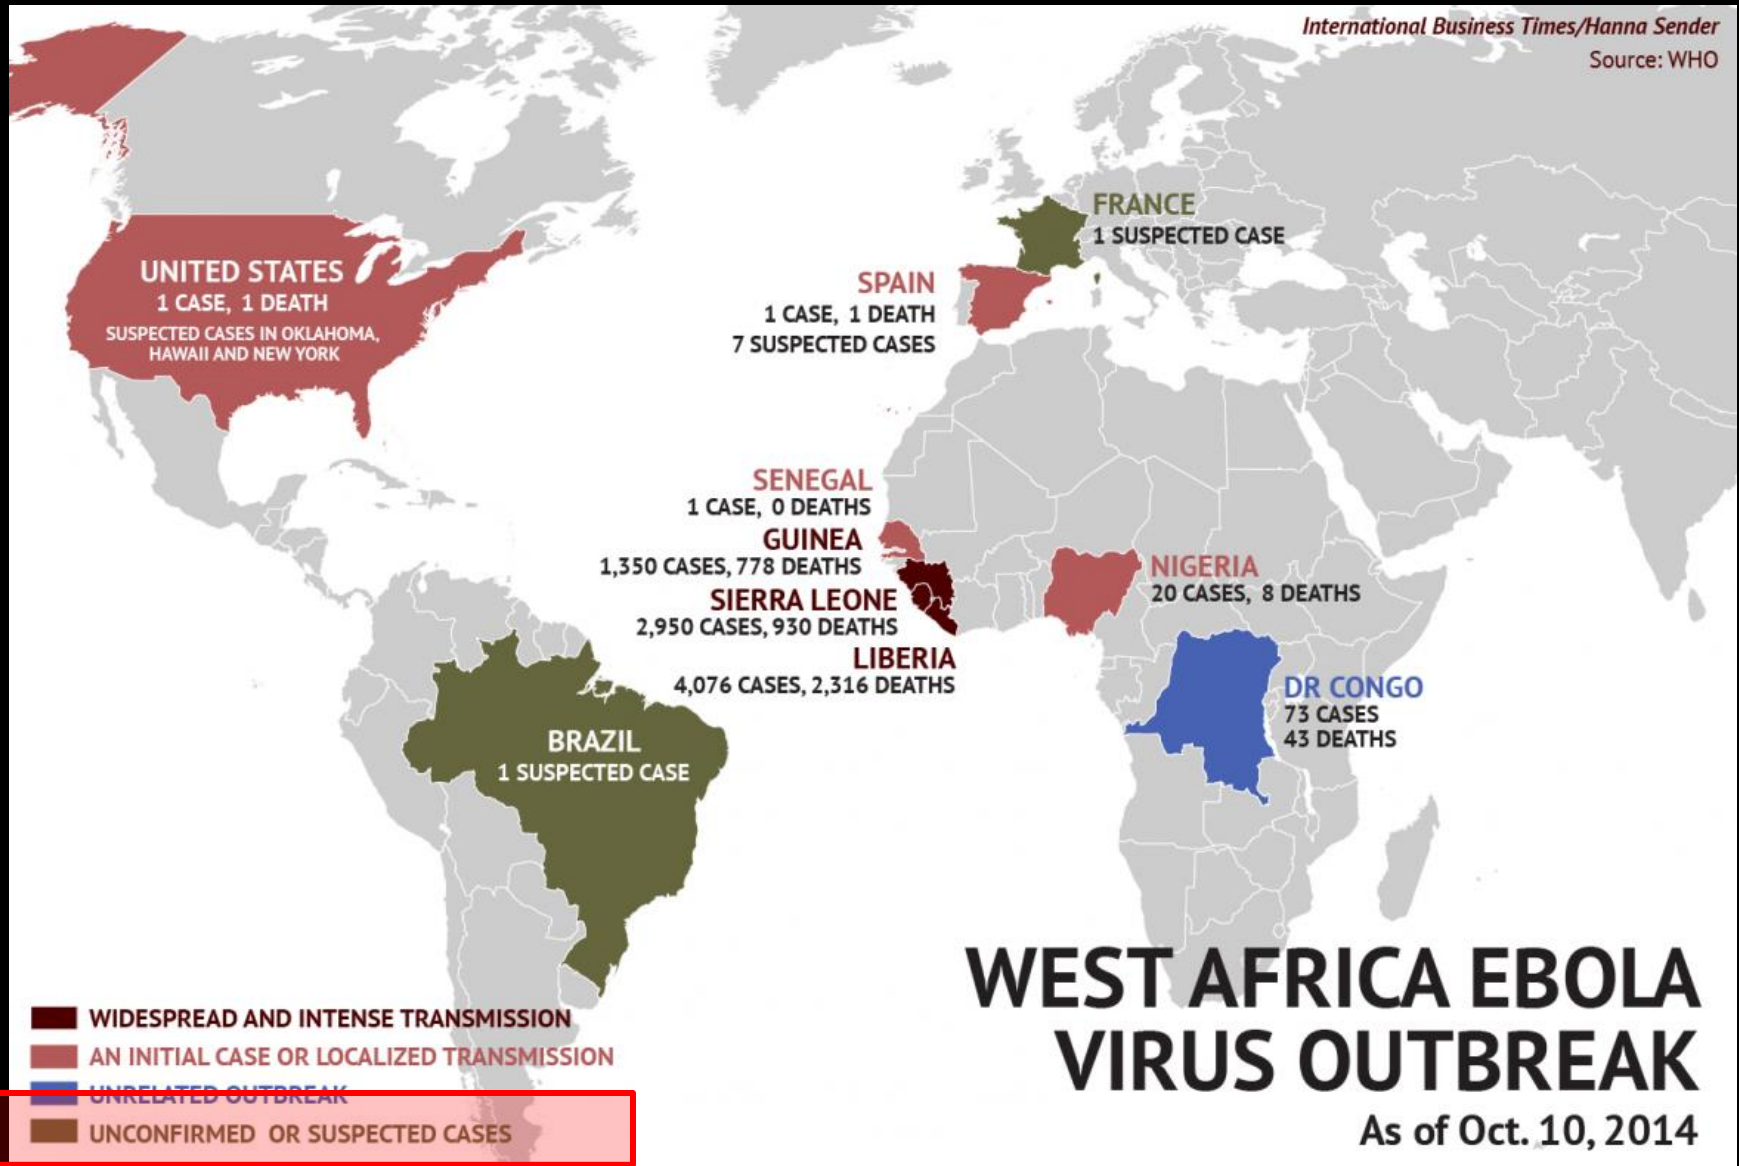 International Business Times/Hanna Sender
Source: WHO
UNITED STATES
1 CASE, 1 DEATH
SUSPECTED CASES IN OKLAHOMA,
HAWAII AND NEW YORK
FRANCE
1 SUSPECTED CASE
SPAIN
1 CASE, 1 DEATH
7 SUSPECTED CASES
SENEGAL
1 CASE, 0 DEATHS
GUINEA
1,350 CASES, 778 DEATHS
SIERRA LEONE
2,950 CASES, 930 DEATHS
LIBERIA
4,076 CASES, 2,316 DEATHS
NIGERIA
20 CASES, 8 DEATHS
DR CONGO
73 CASES
43 DEATHS
BRAZIL
1 SUSPECTED CASE
WIDESPREAD AND INTENSE TRANSMISSION
AN INITIAL CASE OR LOCALIZED TRANSMISSION
UNRELATED OUTBREAK
UNCONFIRMED OR SUSPECTED CASES
WEST AFRICA EBOLA
VIRUS OUTBREAK
As of Oct. 10, 2014